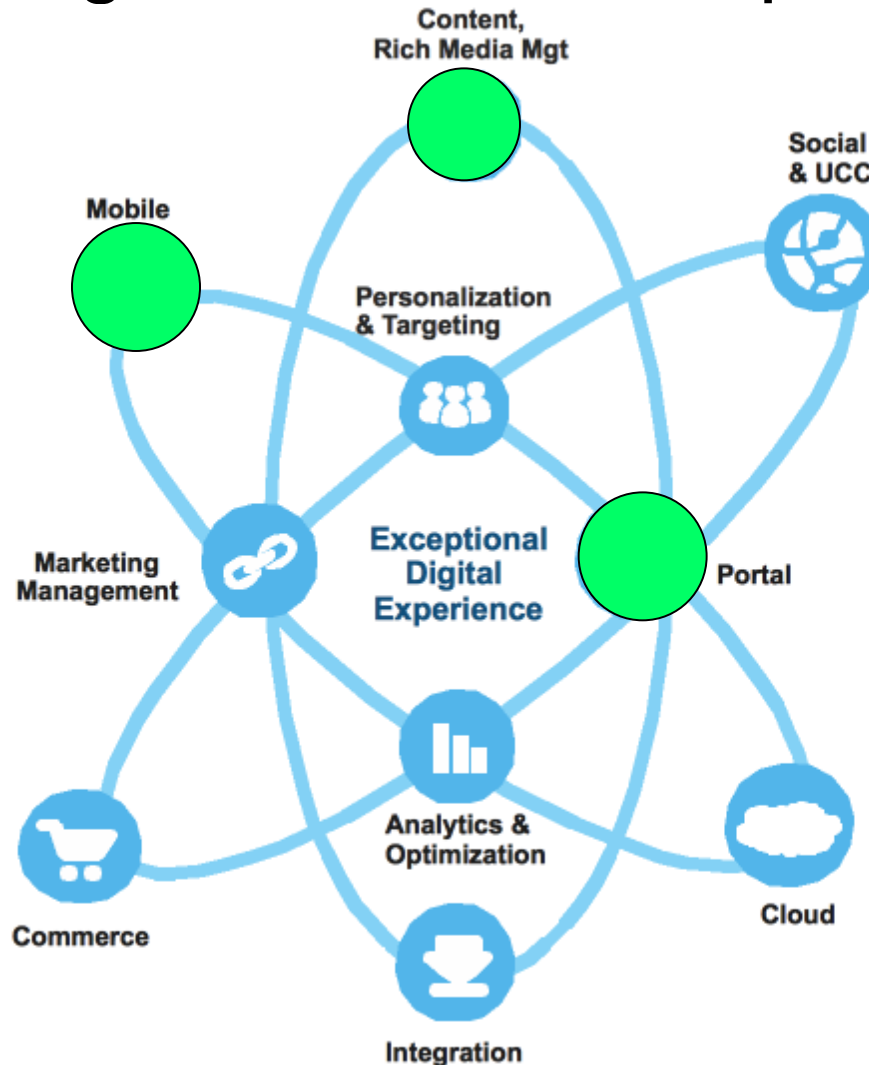 Content,
Rich Media Mgt
Social
& UCC
Mobile
Personalization
& Targeting
Exceptional
Digital
Experience
Marketing
Management
Portal
Analytics &
Optimization
Cloud
Commerce
Integration